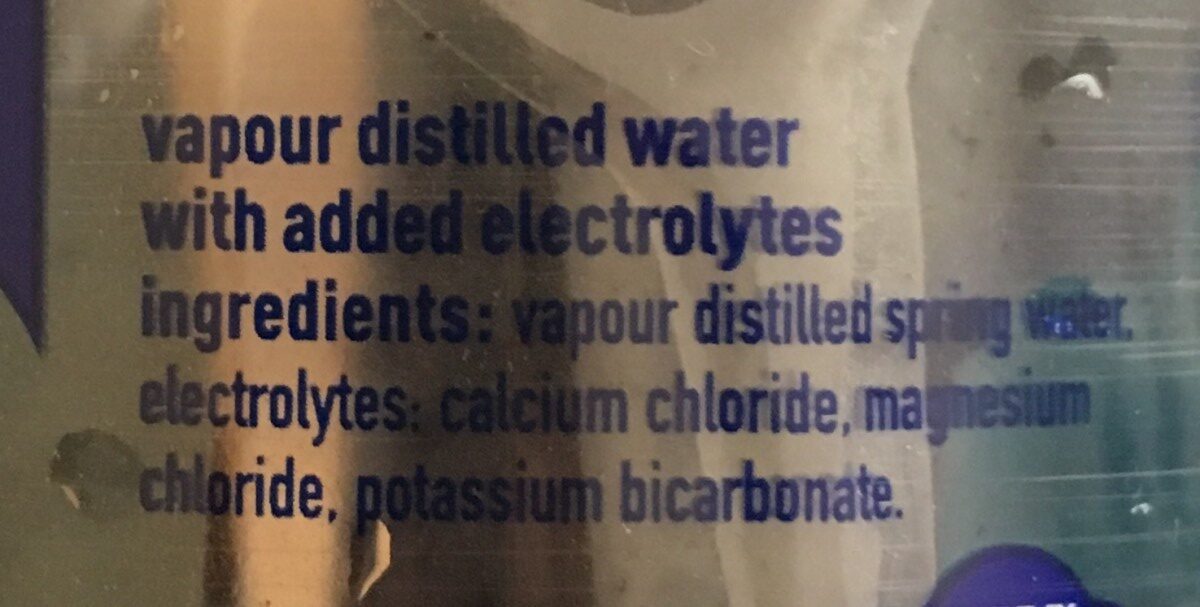 vapour distilled water
with added electrolytes
ingredients: vapour distilled spring water.
electrolytes: calcium chloride, magnesium
chloride, potassium bicarbonate.